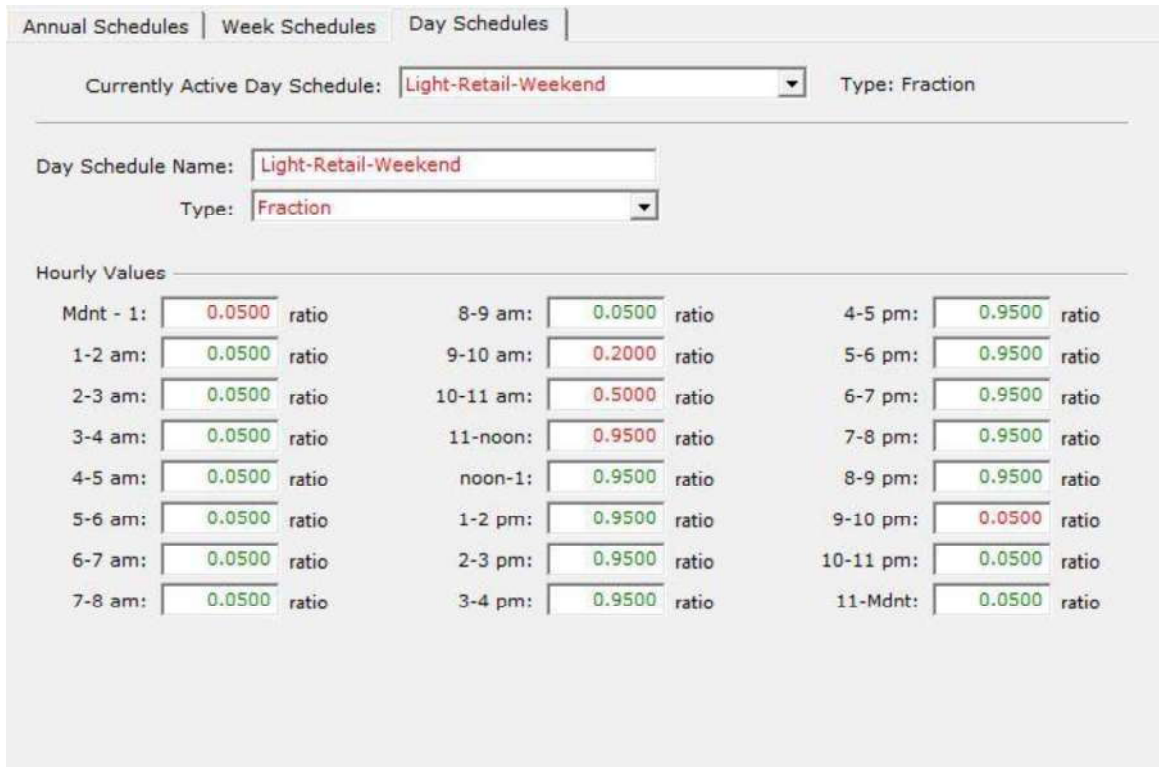 Annual Schedules Week Schedules Day Schedules
Currently Active Day Schedule: Light-Retail-Weekend Type: Fraction
Day Schedule Name: Light-Retail-Weekend
Type: Fraction
Hourly Values
Mdnt - 1: 0.0500 ratio 8-9 am: 0.0500 ratio 4-5 pm: 0.9500 ratio
1-2 am: 0.0500 ratio 9-10 am: 0.2000 ratio 5-6 pm: 0.9500 ratio
2-3 am: 0.0500 ratio 10-11 am: 0.5000 ratio 6-7 pm: 0.9500 ratio
3-4 am: 0.0500 ratio 11-noon: 0.9500 ratio 7-8 pm: 0.9500 ratio
4-5 am: 0.0500 ratio noon-1: 0.9500 ratio 8-9 pm: 0.9500 ratio
5-6 am: 0.0500 ratio 1-2 pm: 0.9500 ratio 9-10 pm: 0.0500 ratio
6-7 am: 0.0500 ratio 2-3 pm: 0.9500 ratio 10-11 pm: 0.0500 ratio
7-8 am: 0.0500 ratio 3-4 pm: 0.9500 ratio 11-Mdnt: 0.0500 ratio